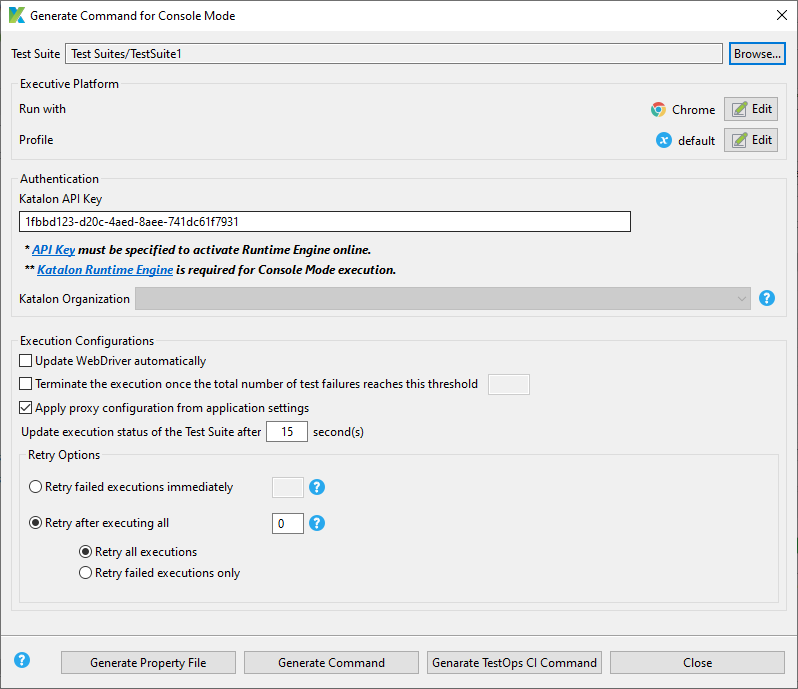 Generate Command for Console Mode
Test Suite Test Suites/TestSuite1 Browse...
Executive Platform
Run with Chrome Edit
Profile default Edit
Authentication
Katalon API Key
1fbbd123-d20c-4aed-8aee-741dc61f7931
* API Key must be specified to activate Runtime Engine online.
** Katalon Runtime Engine is required for Console Mode execution.
Katalon Organization ?
Execution Configurations
Update WebDriver automatically
Terminate the execution once the total number of test failures reaches this threshold
Apply proxy configuration from application settings
Update execution status of the Test Suite after 15 second(s)
Retry Options
Retry failed executions immediately ?
Retry after executing all 0 ?
Retry all executions
Retry failed executions only
? Generate Property File Generate Command Genarate TestOps CI Command Close